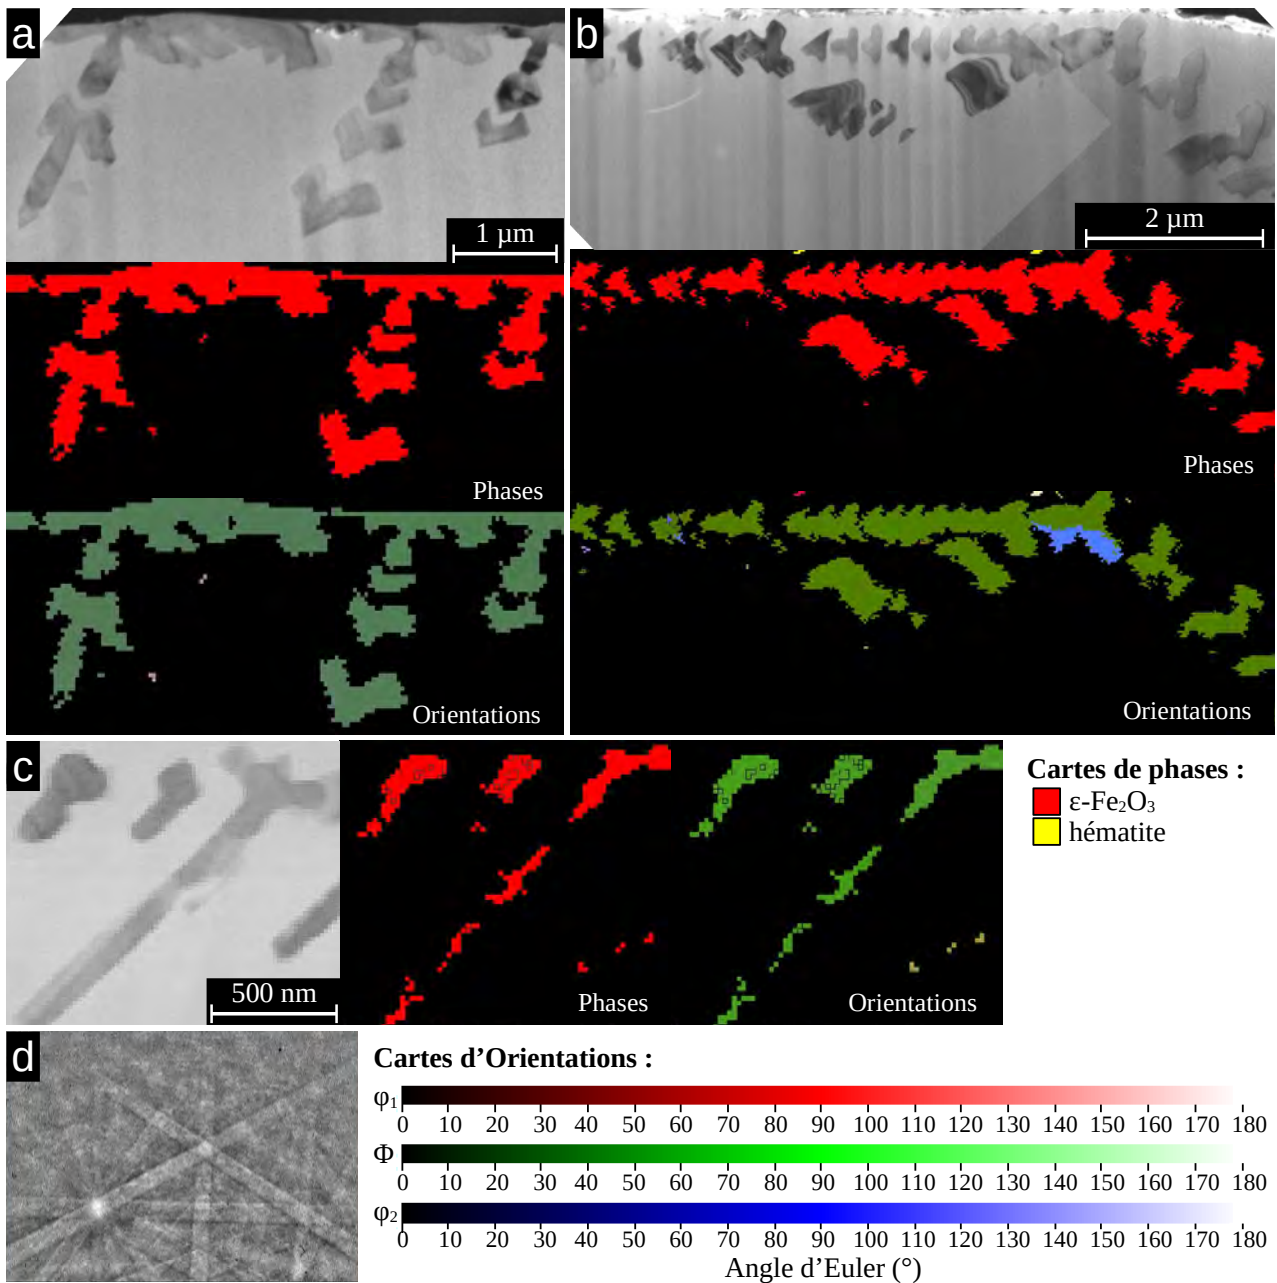 a
1 µm
Phases
Orientations
b
2 µm
Phases
Orientations
c
500 nm
Phases
Orientations
Cartes de phases :
ε-Fe₂O₃
hématite
d
Cartes d’Orientations :
φ₁
0 10 20 30 40 50 60 70 80 90 100 110 120 130 140 150 160 170 180
Φ
0 10 20 30 40 50 60 70 80 90 100 110 120 130 140 150 160 170 180
φ₂
0 10 20 30 40 50 60 70 80 90 100 110 120 130 140 150 160 170 180
Angle d’Euler (°)